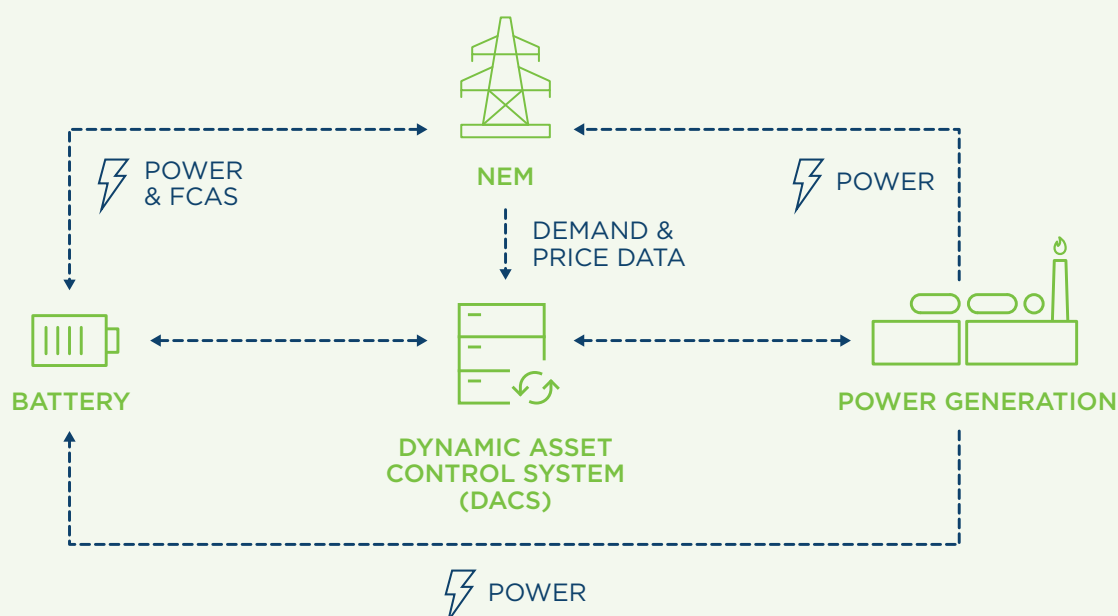 POWER
& FCAS
NEM
POWER
DEMAND &
PRICE DATA
BATTERY
DYNAMIC ASSET
CONTROL SYSTEM
(DACS)
POWER GENERATION
POWER